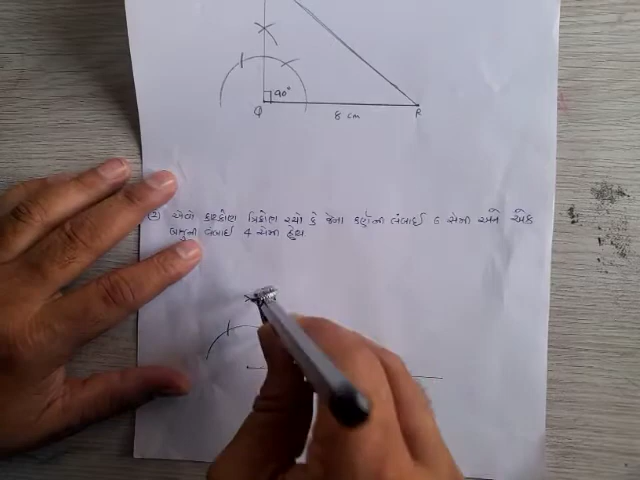 90°
Q
8 cm
R
(2) એવો કાટકોણ ત્રિકોણ રચો કે જેના કર્ણની લંબાઈ 6 સેમી અને એક
બાજુની લંબાઈ 4 સેમી હોય